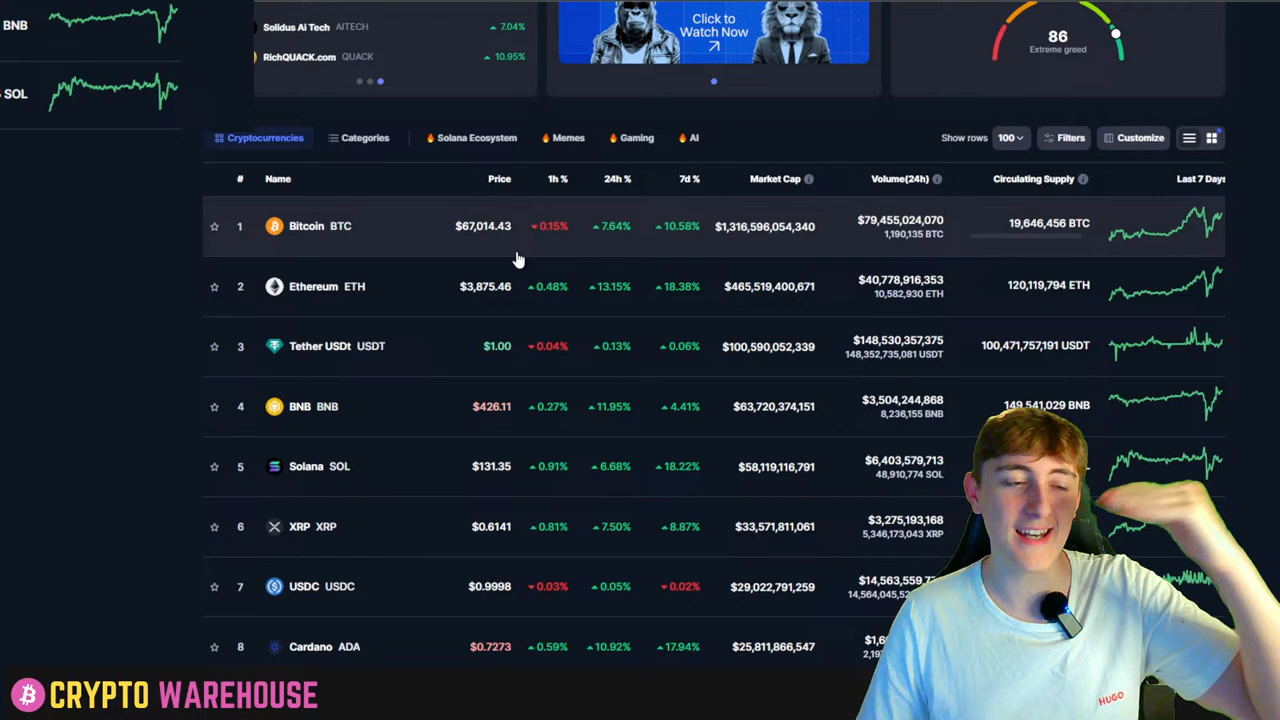 BNB
SOL
Solidus Ai Tech AITECH 7.04%
RichQUACK.com QUACK 10.95%
Click to
Watch Now
86
Extreme greed
Cryptocurrencies Categories Solana Ecosystem Memes Gaming AI Show rows 100 Filters Customize
# Name Price 1h % 24h % 7d % Market Cap Volume(24h) Circulating Supply Last 7 Days
1 Bitcoin BTC $67,014.43 0.15% 7.64% 10.58% $1,316,596,054,340 $79,455,024,070 19,646,456 BTC
1,190,135 BTC
2 Ethereum ETH $3,875.46 0.48% 13.15% 18.38% $465,519,400,671 $40,778,916,353 120,119,794 ETH
10,582,930 ETH
3 Tether USDt USDT $1.00 0.04% 0.13% 0.06% $100,590,052,339 $148,530,357,375 100,471,757,191 USDT
148,352,735,081 USDT
4 BNB BNB $426.11 0.27% 11.95% 4.41% $63,720,374,151 $3,504,244,868 149,541,029 BNB
8,236,155 BNB
5 Solana SOL $131.35 0.91% 6.68% 18.22% $58,119,116,791 $6,403,579,713
48,910,774 SOL
6 XRP XRP $0.6141 0.81% 7.50% 8.87% $33,571,811,061 $3,275,193,168
5,346,173,043 XRP
7 USDC USDC $0.9998 0.03% 0.05% 0.02% $29,022,791,259 $14,563,559,7
14,564,045,52
8 Cardano ADA $0.7273 0.59% 10.92% 17.94% $25,811,866,547
HUGO
CRYPTO WAREHOUSE